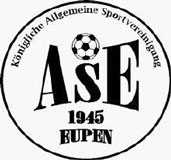 Königliche Allgemeine Sportvereinigung
ASE
1945
EUPEN